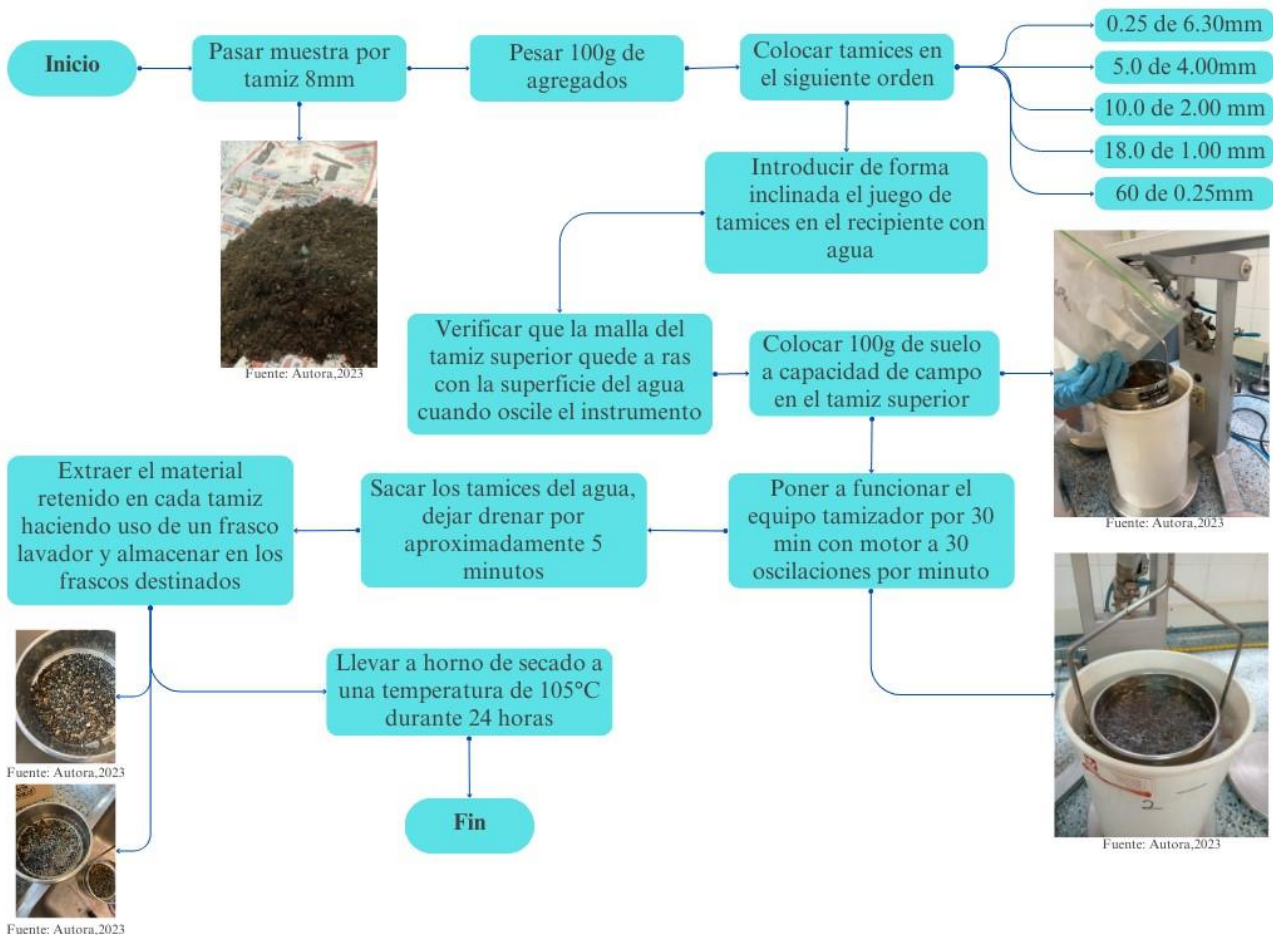 Inicio
Pasar muestra por
tamiz 8mm
Pesar 100g de
agregados
Colocar tamices en
el siguiente orden
0.25 de 6.30mm
5.0 de 4.00mm
10.0 de 2.00 mm
18.0 de 1.00 mm
60 de 0.25mm
Fuente: Autora,2023
Introducir de forma
inclinada el juego de
tamices en el recipiente con
agua
Verificar que la malla del
tamiz superior quede a ras
con la superficie del agua
cuando oscile el instrumento
Colocar 100g de suelo
a capacidad de campo
en el tamiz superior
Fuente: Autora,2023
Poner a funcionar el
equipo tamizador por 30
min con motor a 30
oscilaciones por minuto
Fuente: Autora,2023
2
Sacar los tamices del agua,
dejar drenar por
aproximadamente 5
minutos
Extraer el material
retenido en cada tamiz
haciendo uso de un frasco
lavador y almacenar en los
frascos destinados
Fuente: Autora,2023
Fuente: Autora,2023
Llevar a horno de secado a
una temperatura de 105°C
durante 24 horas
Fin